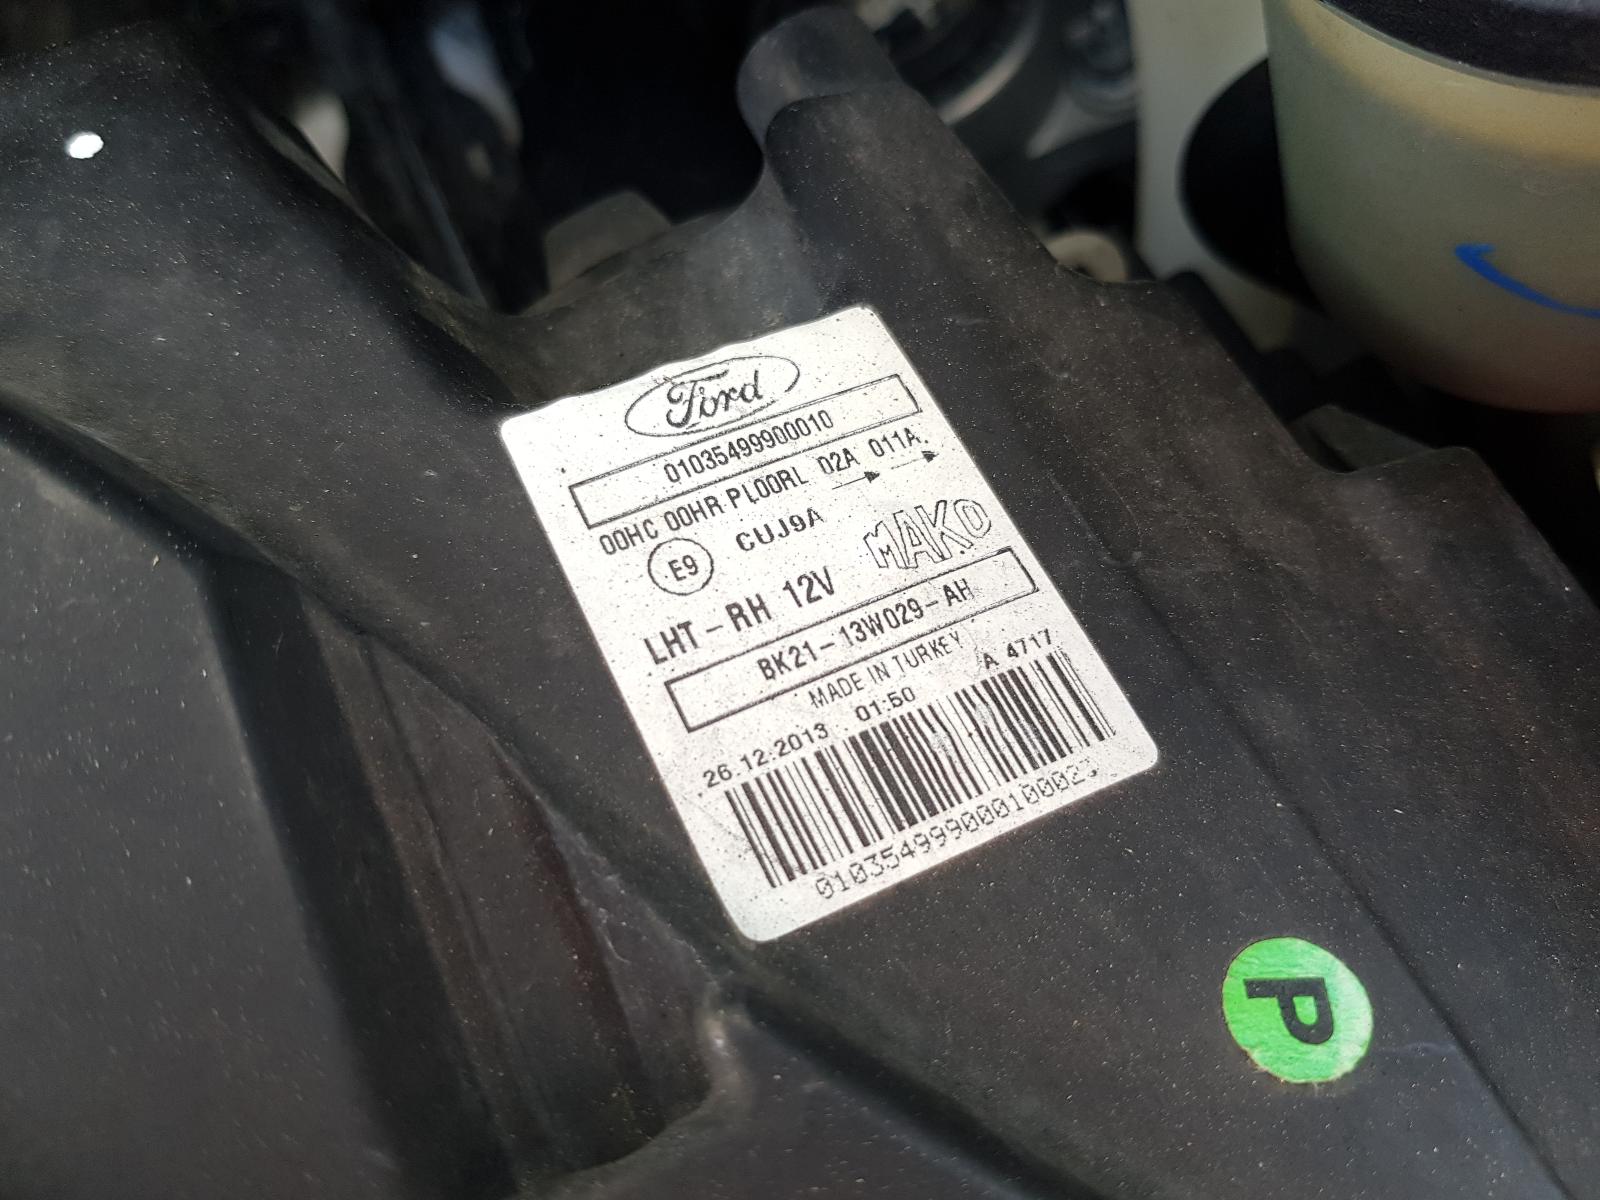 Ford
01035499900010
00HC 00HR PL00RL 02A 011A.
E9 CUJ9A MAKO
LHT-RH 12V
BK21-13W029-AH
MADE IN TURKEY
26.12.2013 01:50 A 4717
P